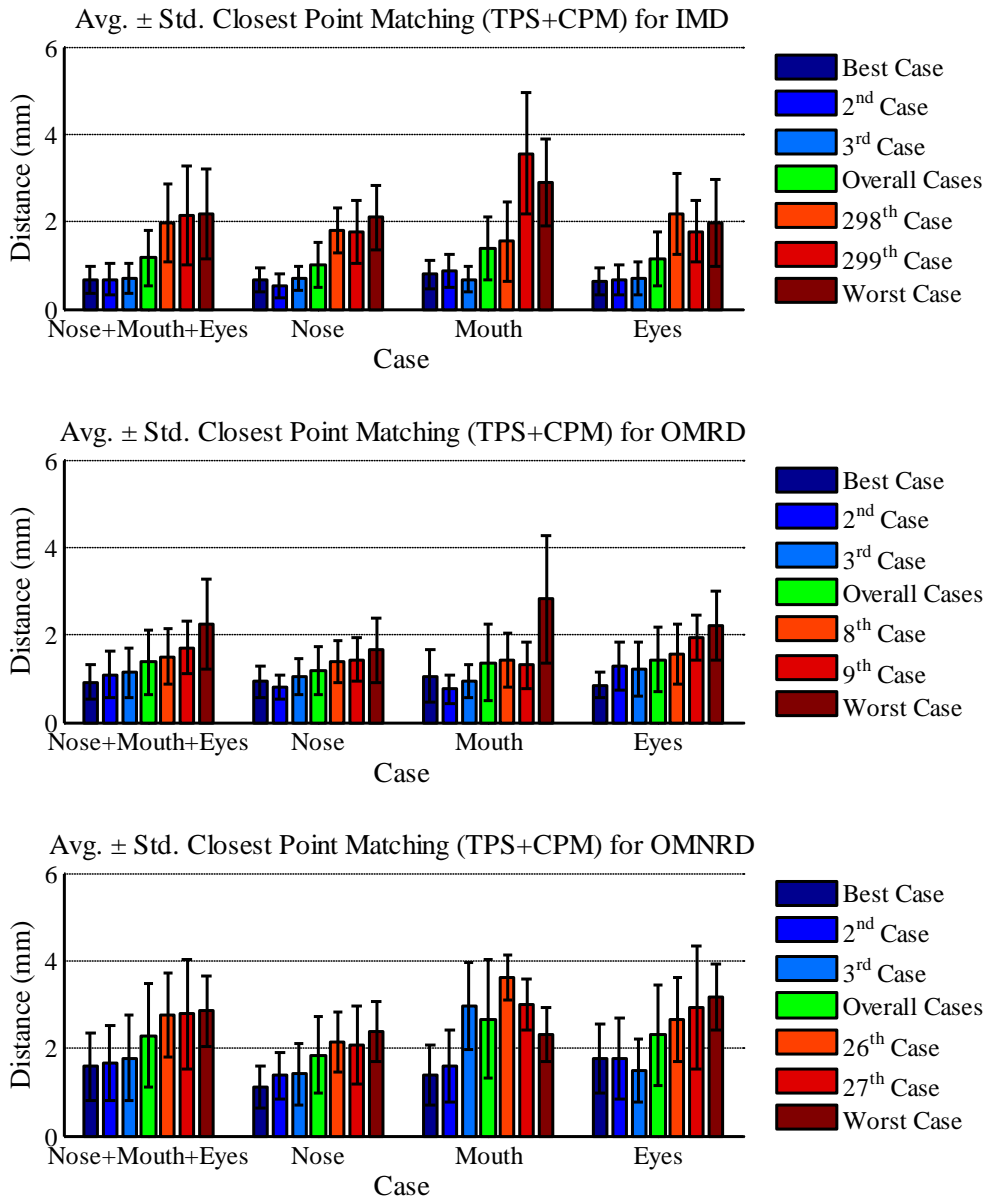 Avg. ± Std. Closest Point Matching (TPS+CPM) for IMD
6
4
2
0
Distance (mm)
Nose+Mouth+Eyes Nose Mouth Eyes
Case
Best Case
2nd Case
3rd Case
Overall Cases
298th Case
299th Case
Worst Case
Avg. ± Std. Closest Point Matching (TPS+CPM) for OMRD
6
4
2
0
Distance (mm)
Nose+Mouth+Eyes Nose Mouth Eyes
Case
Best Case
2nd Case
3rd Case
Overall Cases
8th Case
9th Case
Worst Case
Avg. ± Std. Closest Point Matching (TPS+CPM) for OMNRD
6
4
2
0
Distance (mm)
Nose+Mouth+Eyes Nose Mouth Eyes
Case
Best Case
2nd Case
3rd Case
Overall Cases
26th Case
27th Case
Worst Case